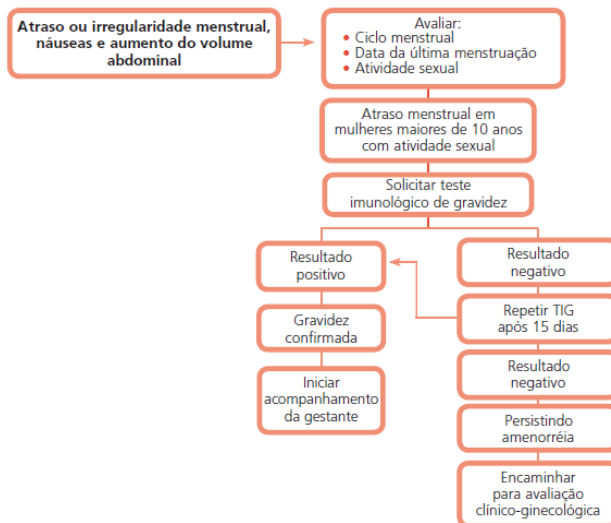 Atraso ou irregularidade menstrual,
náuseas e aumento do volume
abdominal
Avaliar:
• Ciclo menstrual
• Data da última menstruação
• Atividade sexual
Atraso menstrual em
mulheres maiores de 10 anos
com atividade sexual
Solicitar teste
imunológico de gravidez
Resultado
positivo
Gravidez
confirmada
Iniciar
acompanhamento
da gestante
Resultado
negativo
Repetir TIG
após 15 dias
Resultado
negativo
Persistindo
amenorréia
Encaminhar
para avaliação
clínico-ginecológica